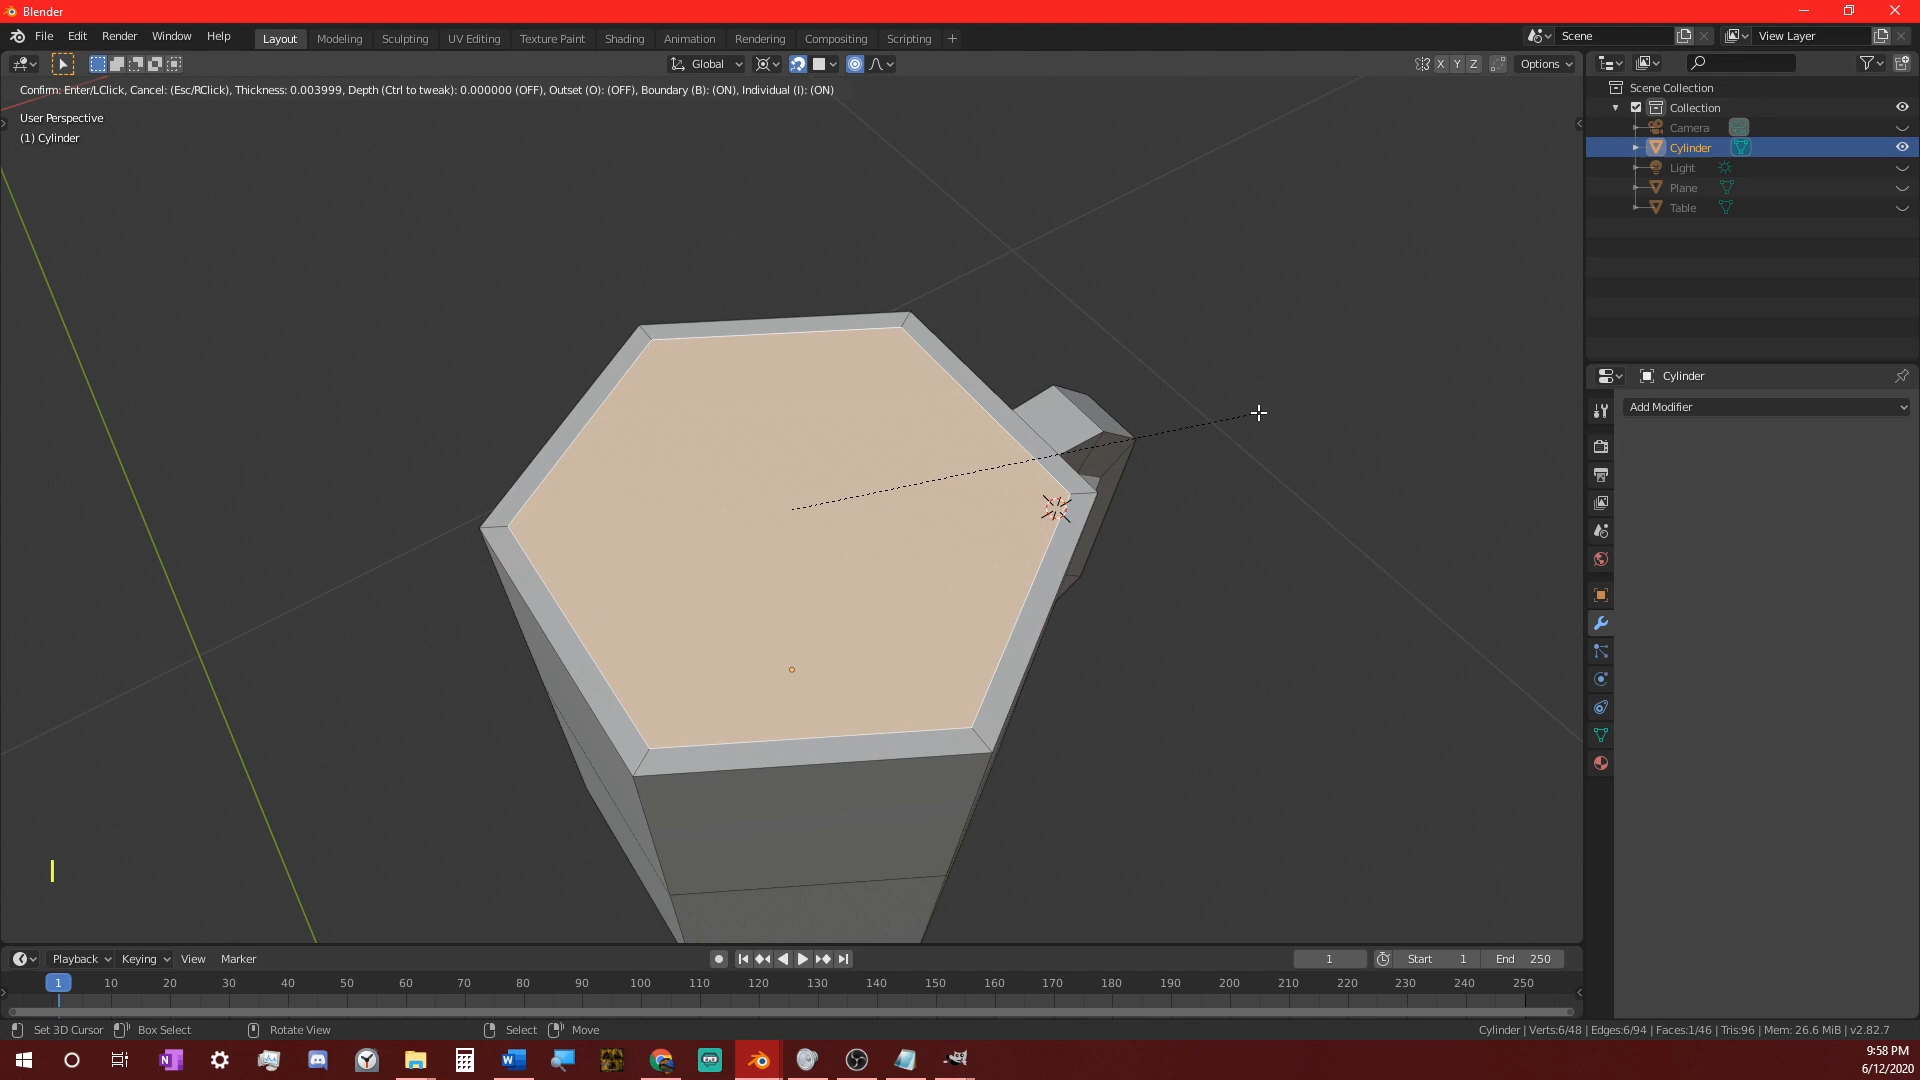 Blender
File Edit Render Window Help
Layout Modeling Sculpting UV Editing Texture Paint Shading Animation Rendering Compositing Scripting +
Scene
View Layer
Global
X Y Z
Options
Confirm: Enter/LClick, Cancel: (Esc/RClick), Thickness: 0.003999, Depth (Ctrl to tweak): 0.000000 (OFF), Outset (O): (OFF), Boundary (B): (ON), Individual (I): (ON)
User Perspective
(1) Cylinder
Scene Collection
Collection
Camera
Cylinder
Light
Plane
Table
Cylinder
Add Modifier
I
Playback Keying View Marker
1
Start 1
End 250
1 10 20 30 40 50 60 70 80 90 100 110 120 130 140 150 160 170 180 190 200 210 220 230 240 250
Set 3D Cursor Box Select Rotate View Select Move
Cylinder | Verts:6/48 | Edges:6/94 | Faces:1/46 | Tris:96 | Mem: 26.6 MiB | v2.82.7
9:58 PM
6/12/2020